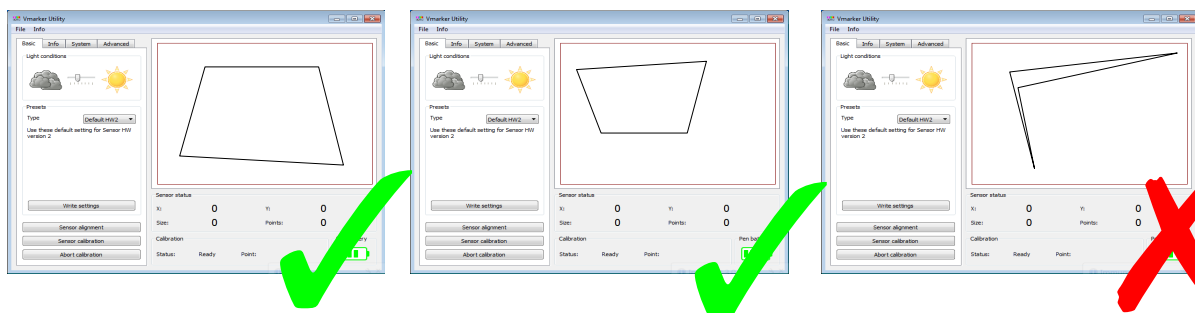 Vmarker Utility
File Info
Basic Info System Advanced
Light conditions
Presets
Type Default HW2
Use these default setting for Sensor HW
version 2
Write settings
Sensor alignment
Sensor calibration
Abort calibration
Sensor status
X: 0 Y: 0
Size: 0 Points: 0
Calibration
Status: Ready Point:
Vmarker Utility
File Info
Basic Info System Advanced
Light conditions
Presets
Type Default HW2
Use these default setting for Sensor HW
version 2
Write settings
Sensor alignment
Sensor calibration
Abort calibration
Sensor status
X: 0 Y: 0
Size: 0 Points: 0
Calibration Pen
Status: Ready Point:
Vmarker Utility
File Info
Basic Info System Advanced
Light conditions
Presets
Type Default HW2
Use these default setting for Sensor HW
version 2
Write settings
Sensor alignment
Sensor calibration
Abort calibration
Sensor status
X: 0 Y: 0
Size: 0 Points: 0
Calibration
Status: Ready Point: